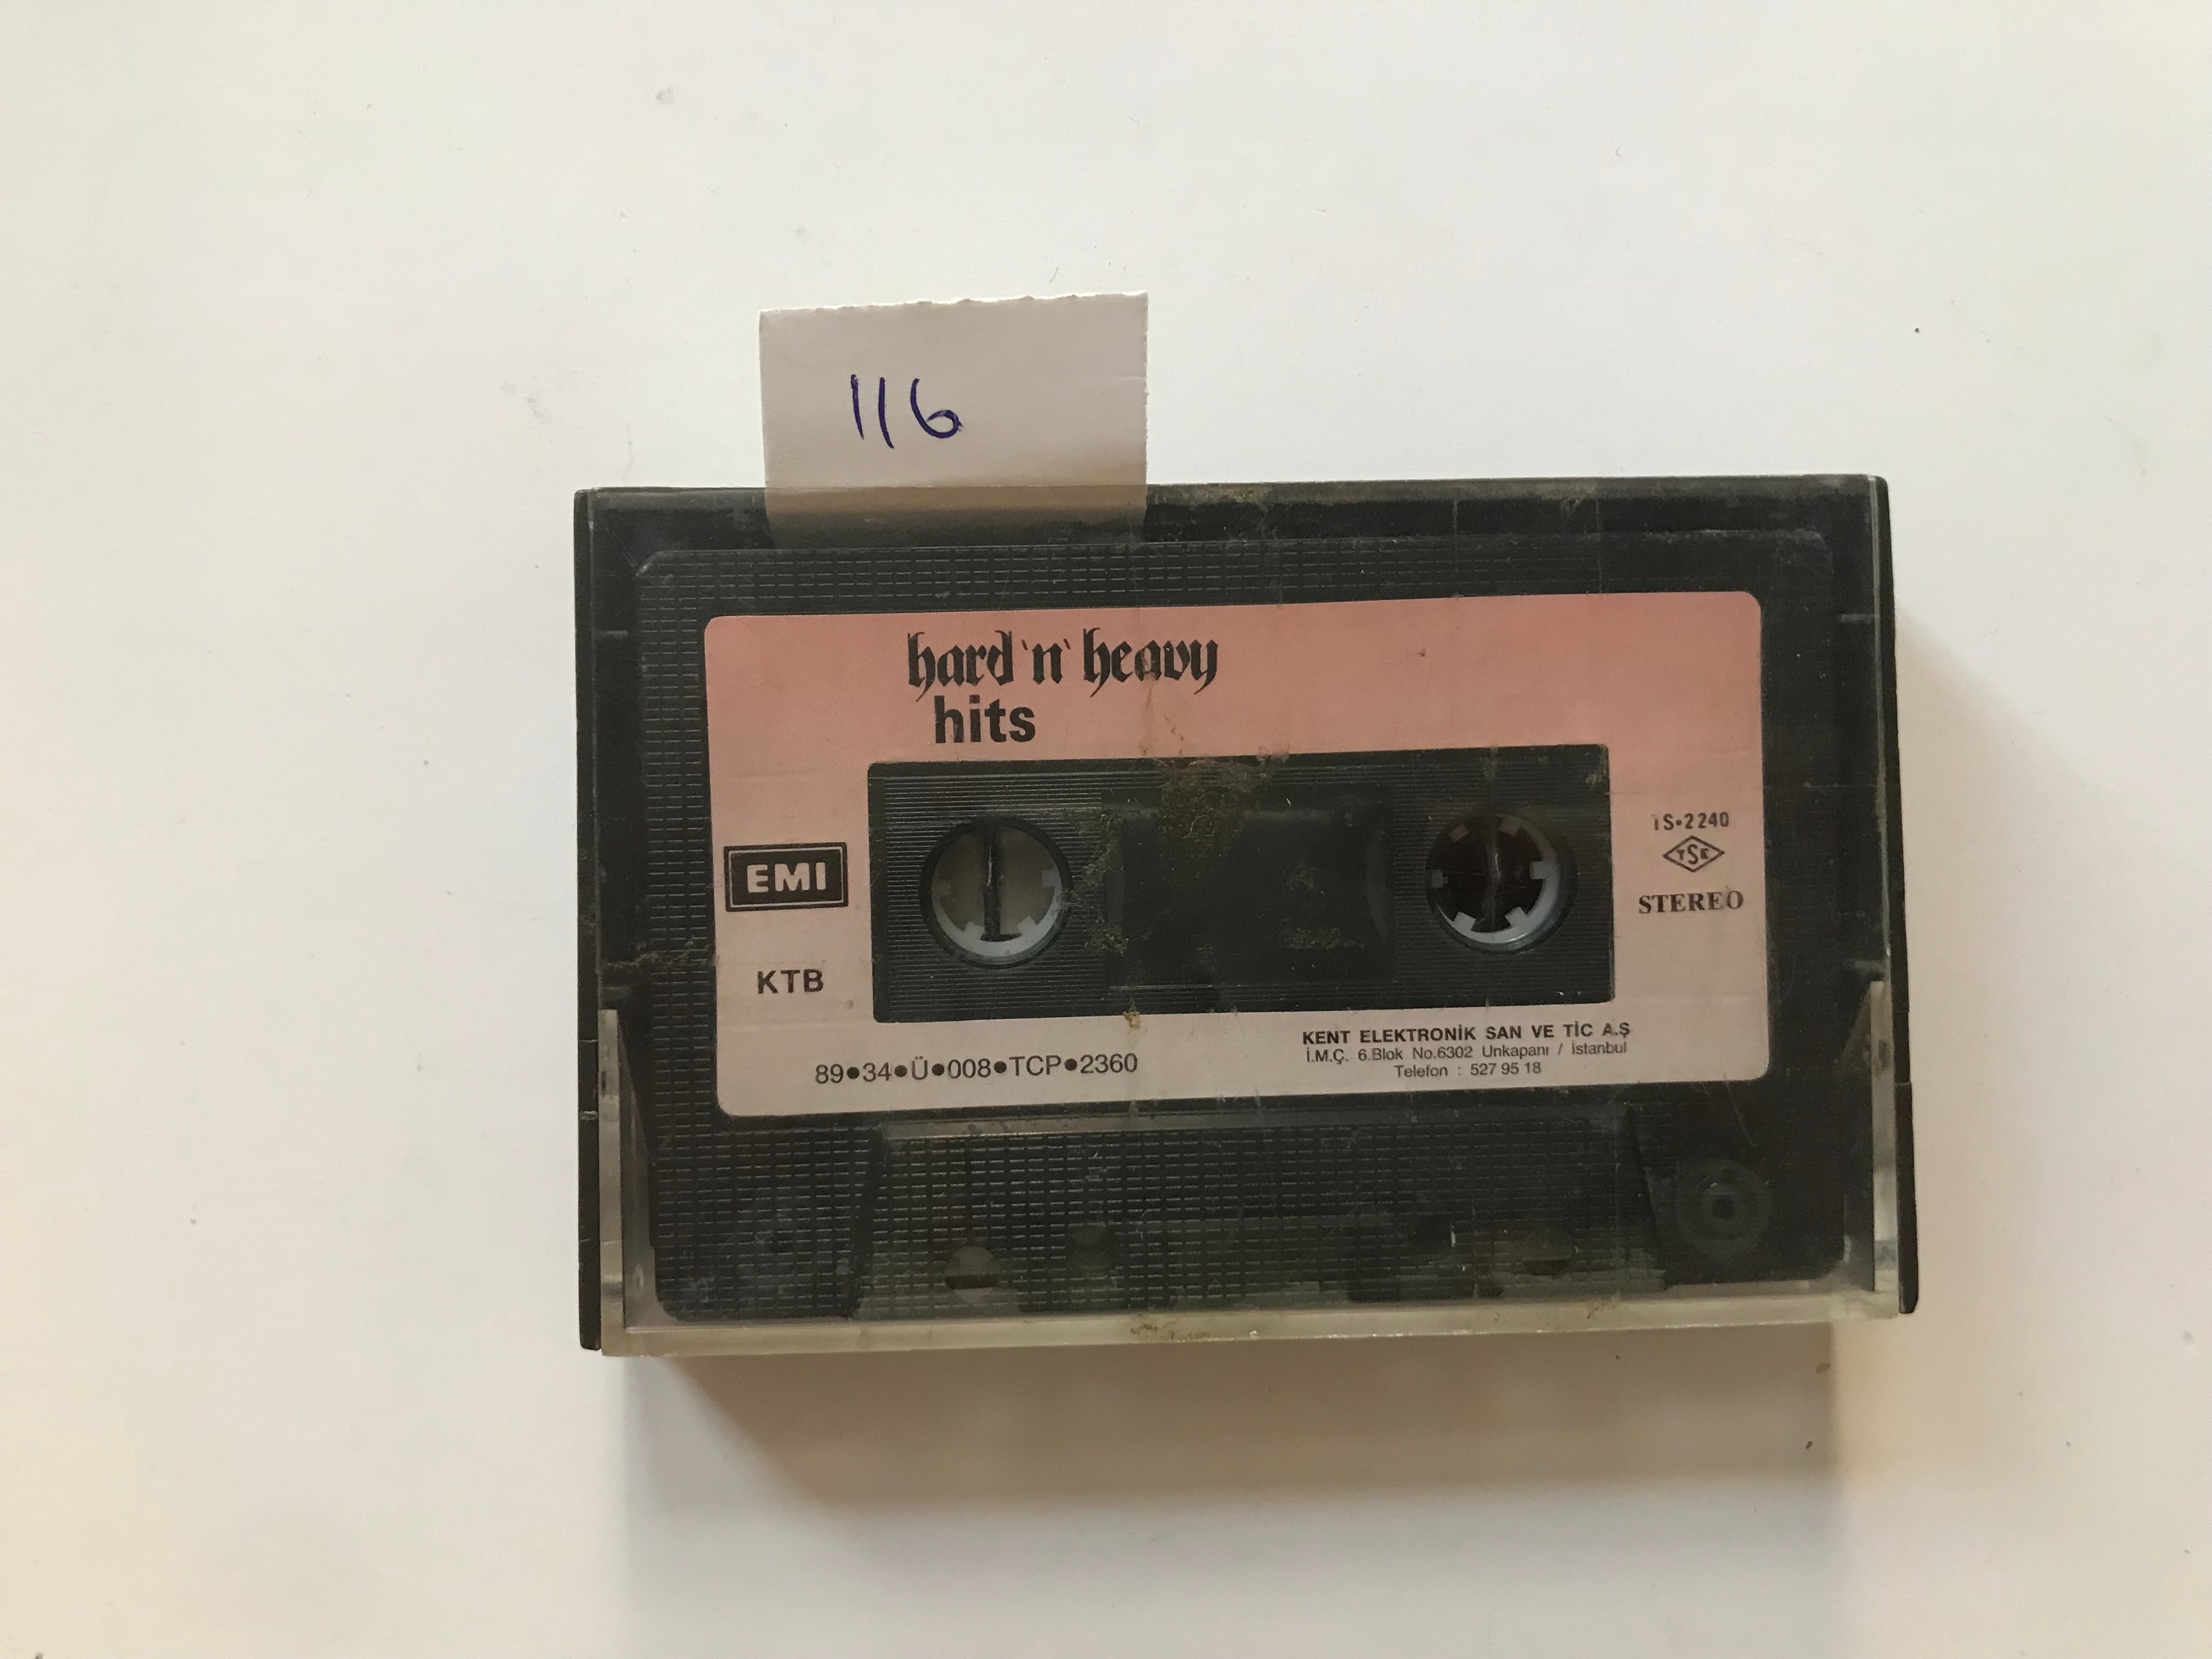 116
hard 'n' heavy
hits
TS•2240
TSE
EMI
STEREO
KTB
KENT ELEKTRONİK SAN VE TİC A.Ş
İ.M.Ç. 6.Blok No.6302 Unkapanı / İstanbul
Telefon : 527 95 18
89•34•Ü•008•TCP•2360